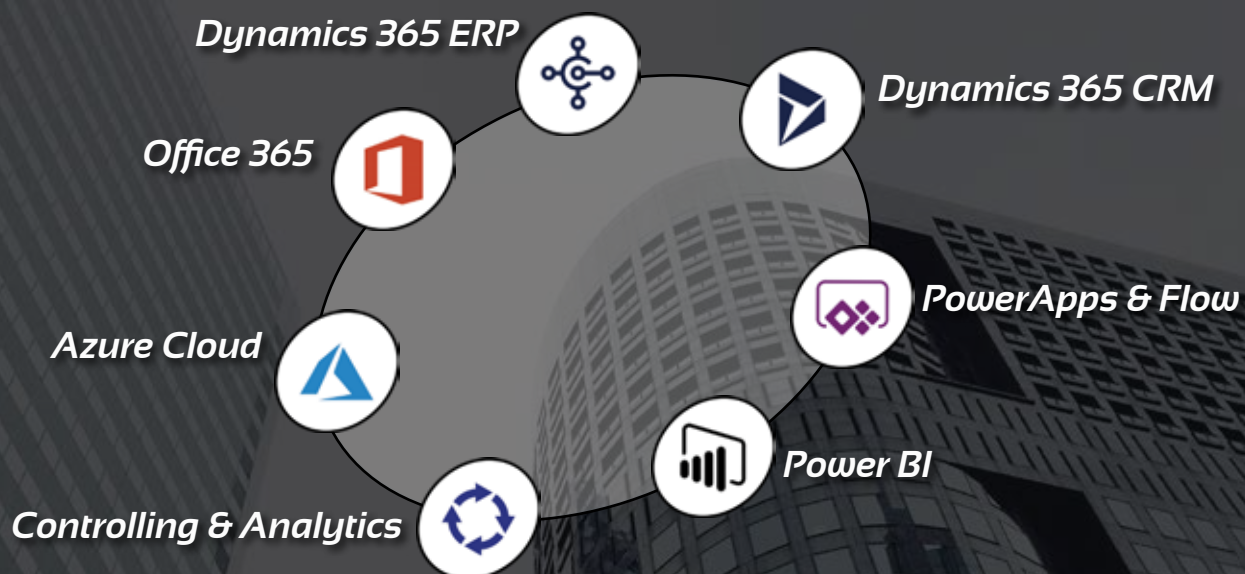 Dynamics 365 ERP
Dynamics 365 CRM
Office 365
PowerApps & Flow
Azure Cloud
Power BI
Controlling & Analytics